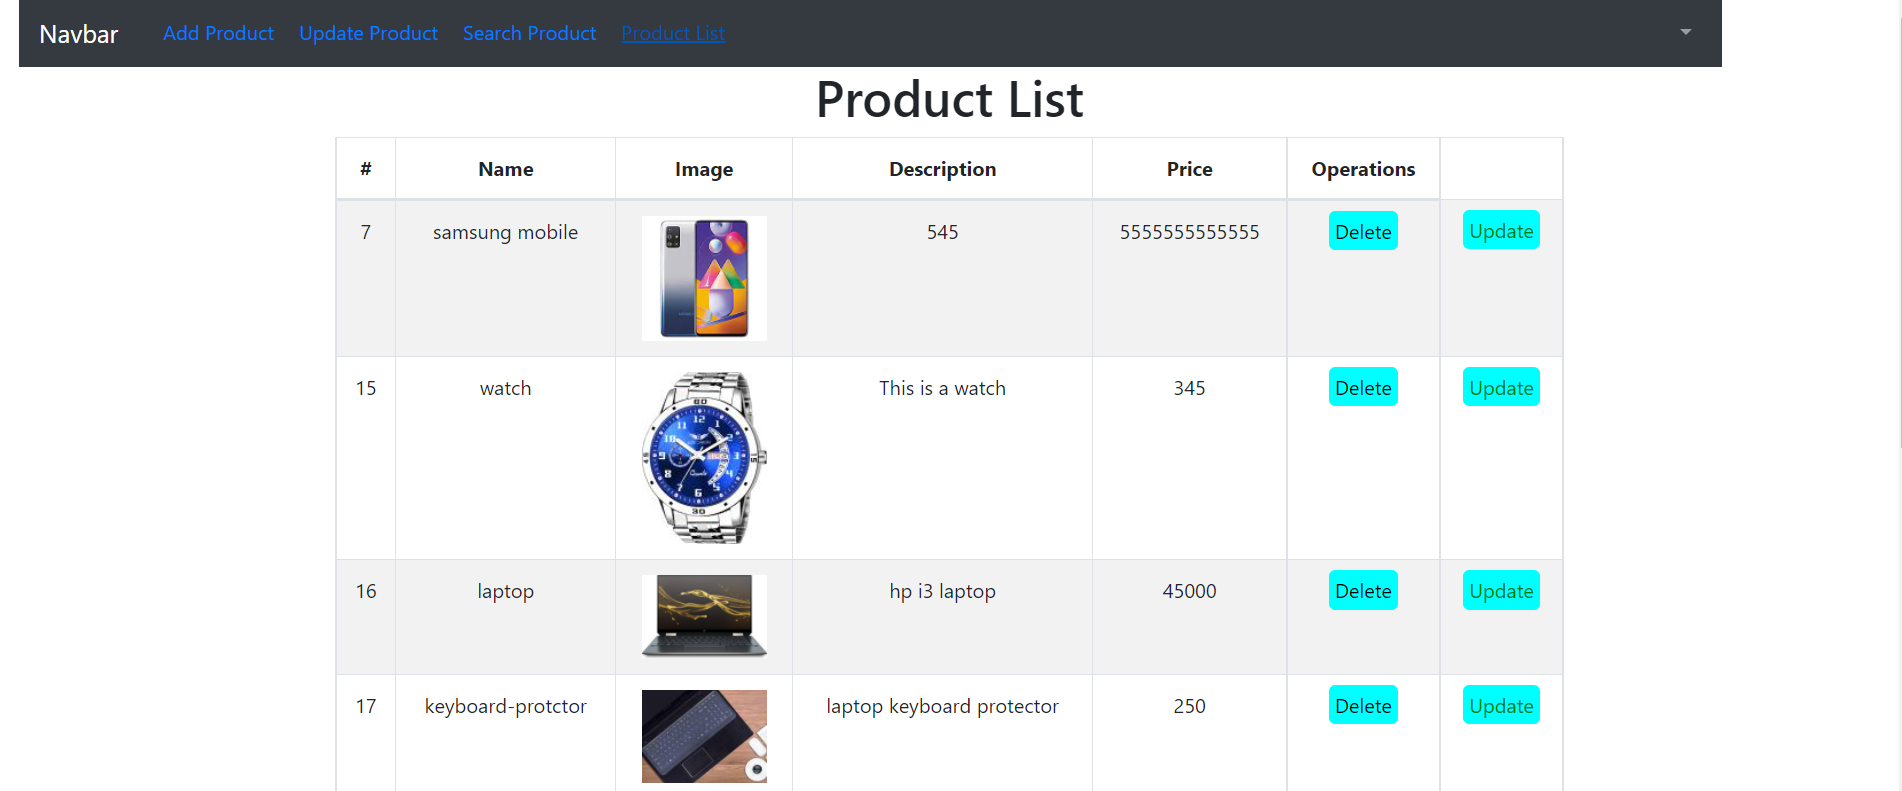 Navbar Add Product Update Product Search Product Product List
Product List
# Name Image Description Price Operations
7 samsung mobile 545 5555555555555 Delete Update
15 watch This is a watch 345 Delete Update
16 laptop hp i3 laptop 45000 Delete Update
17 keyboard-protctor laptop keyboard protector 250 Delete Update